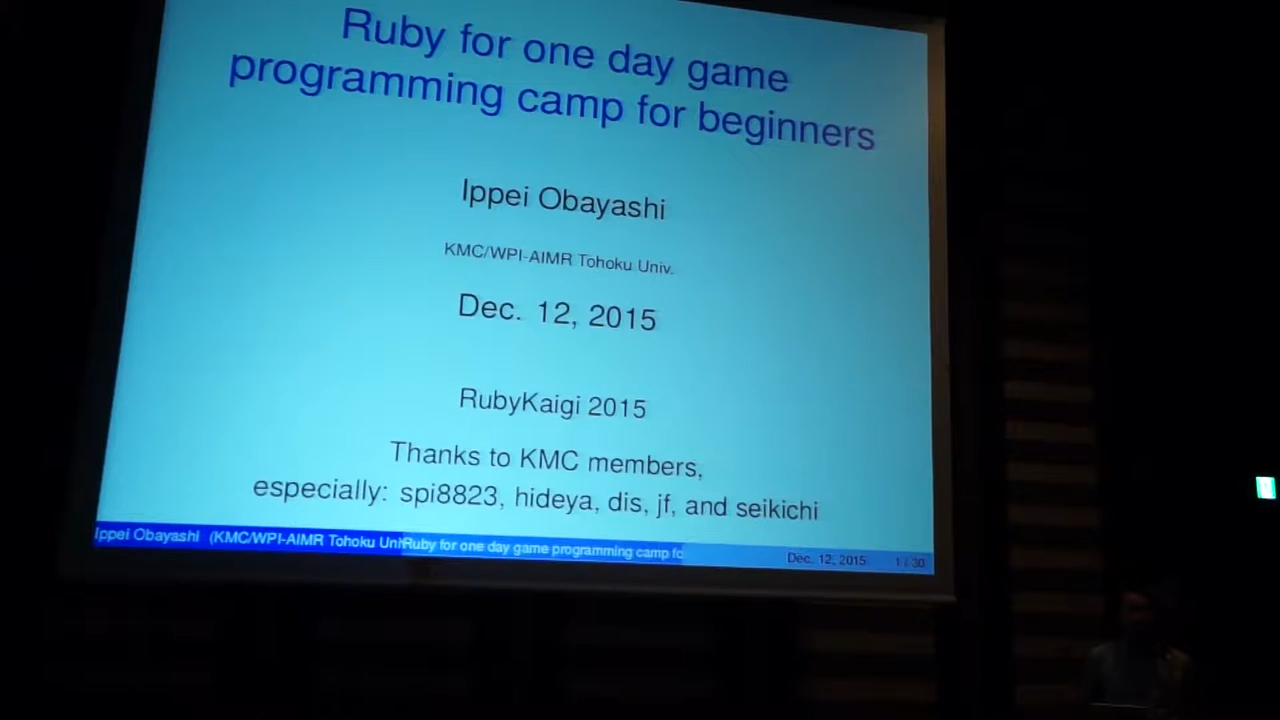 Ruby for one day game
programming camp for beginners
Ippei Obayashi
KMC/WPI-AIMR Tohoku Univ.
Dec. 12, 2015
RubyKaigi 2015
Thanks to KMC members,
especially: spi8823, hideya, dis, jf, and seikichi
Ippei Obayashi (KMC/WPI-AIMR Tohoku Uni Ruby for one day game programming camp fo Dec. 12, 2015 1 / 30